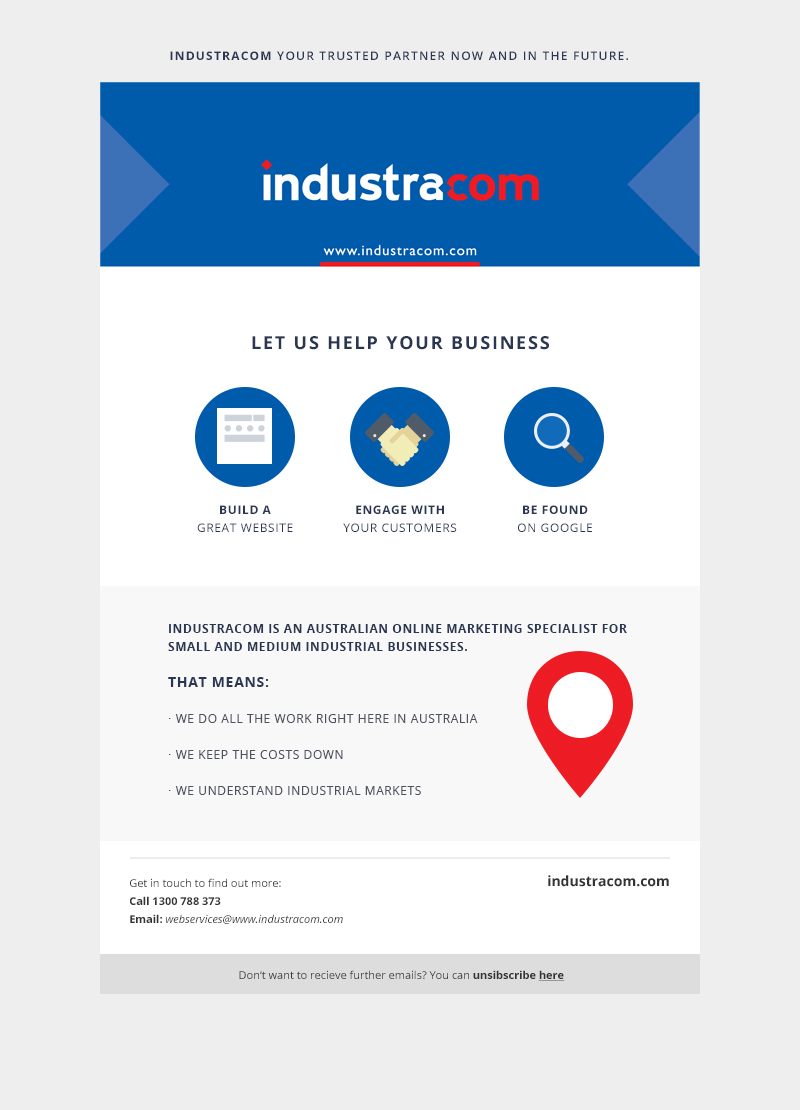 INDUSTRACOM YOUR TRUSTED PARTNER NOW AND IN THE FUTURE.
industracom
www.industracom.com
LET US HELP YOUR BUSINESS
BUILD A
GREAT WEBSITE
ENGAGE WITH
YOUR CUSTOMERS
BE FOUND
ON GOOGLE
INDUSTRACOM IS AN AUSTRALIAN ONLINE MARKETING SPECIALIST FOR
SMALL AND MEDIUM INDUSTRIAL BUSINESSES.
THAT MEANS:
· WE DO ALL THE WORK RIGHT HERE IN AUSTRALIA
· WE KEEP THE COSTS DOWN
· WE UNDERSTAND INDUSTRIAL MARKETS
Get in touch to find out more:
Call 1300 788 373
Email: webservices@www.industracom.com
industracom.com
Don't want to recieve further emails? You can unsibscribe here